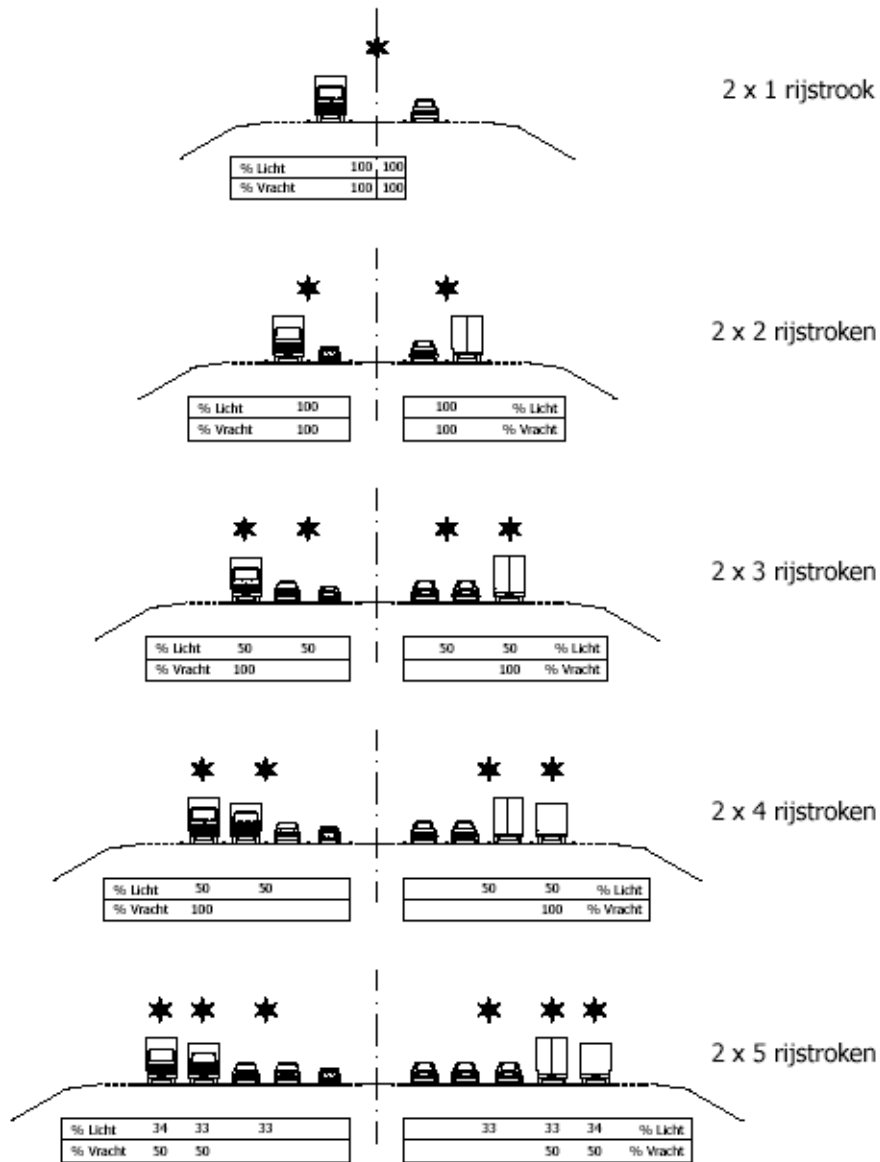 2 x 1 rijstrook
% Licht 100 100
% Vracht 100 100
2 x 2 rijstroken
% Licht 100 100 % Licht
% Vracht 100 100 % Vracht
2 x 3 rijstroken
% Licht 50 50 50 50 % Licht
% Vracht 100 100 % Vracht
2 x 4 rijstroken
% Licht 50 50 50 50 % Licht
% Vracht 100 100 % Vracht
2 x 5 rijstroken
% Licht 34 33 33 33 33 34 % Licht
% Vracht 50 50 50 50 % Vracht